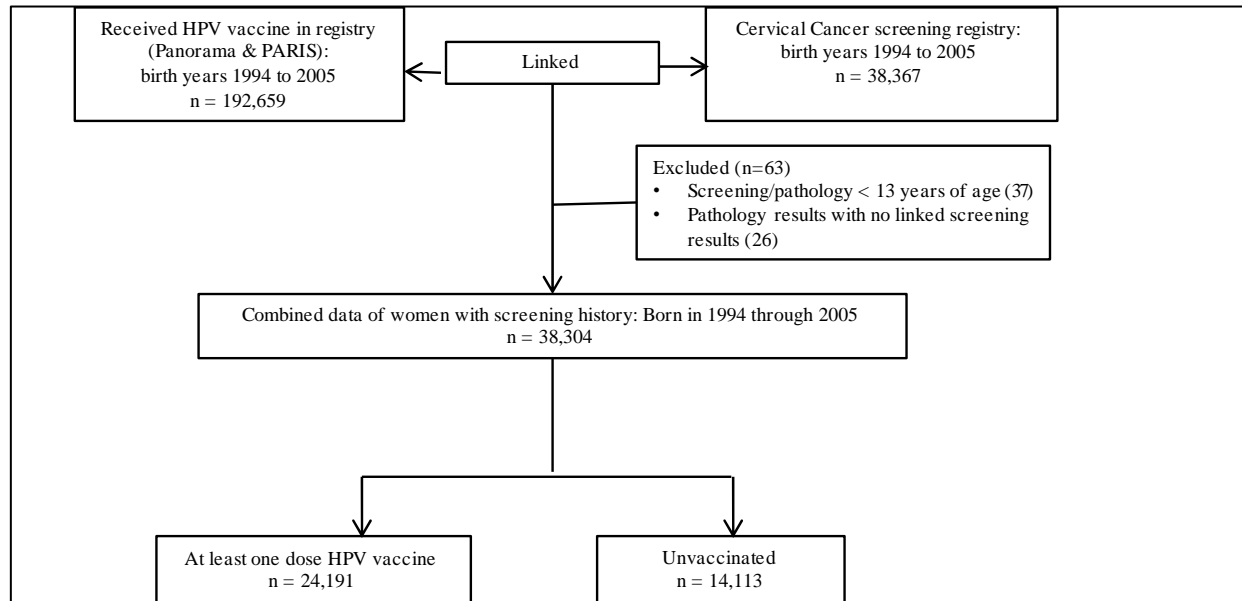 Received HPV vaccine in registry
(Panorama & PARIS):
birth years 1994 to 2005
n = 192,659
Linked
Cervical Cancer screening registry:
birth years 1994 to 2005
n = 38,367
Excluded (n=63)
• Screening/pathology < 13 years of age (37)
• Pathology results with no linked screening
results (26)
Combined data of women with screening history: Born in 1994 through 2005
n = 38,304
At least one dose HPV vaccine
n = 24,191
Unvaccinated
n = 14,113